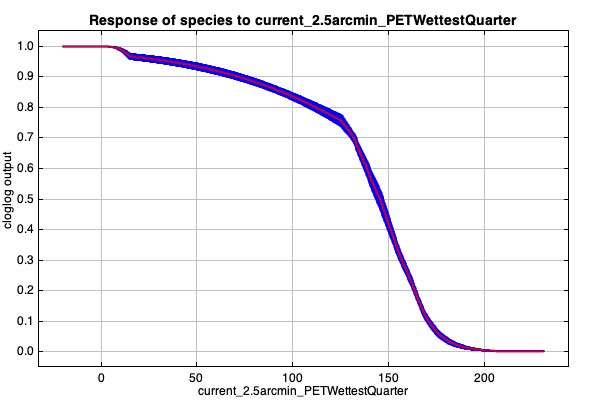 Response of species to current_2.5arcmin_PETWettestQuarter
1.0
0.9
0.8
0.7
0.6
0.5
0.4
0.3
0.2
0.1
0.0
cloglog output
0 50 100 150 200
current_2.5arcmin_PETWettestQuarter